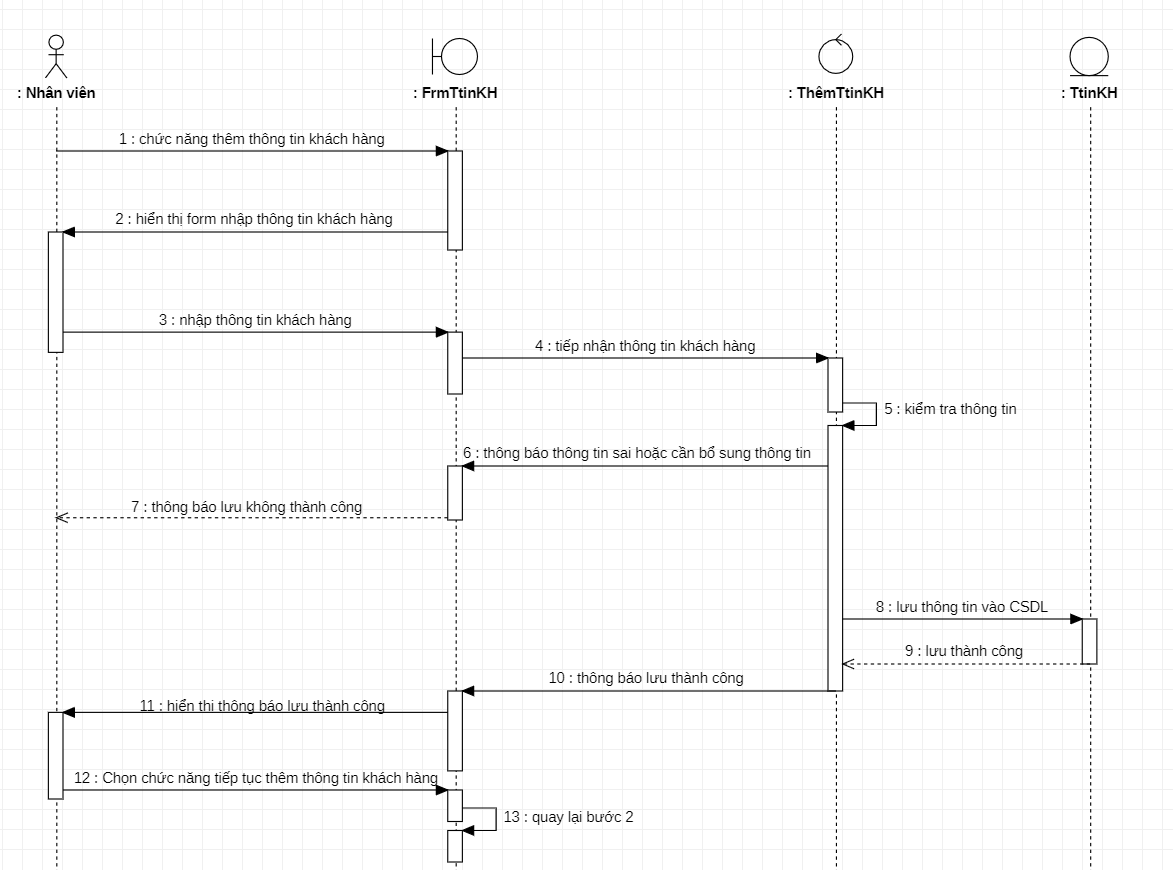 : Nhân viên
: FrmTtinKH
: ThêmTtinKH
: TtinKH
1 : chức năng thêm thông tin khách hàng
2 : hiển thị form nhập thông tin khách hàng
3 : nhập thông tin khách hàng
4 : tiếp nhận thông tin khách hàng
5 : kiểm tra thông tin
6 : thông báo thông tin sai hoặc cần bổ sung thông tin
7 : thông báo lưu không thành công
8 : lưu thông tin vào CSDL
9 : lưu thành công
10 : thông báo lưu thành công
11 : hiển thị thông báo lưu thành công
12 : Chọn chức năng tiếp tục thêm thông tin khách hàng
13 : quay lại bước 2